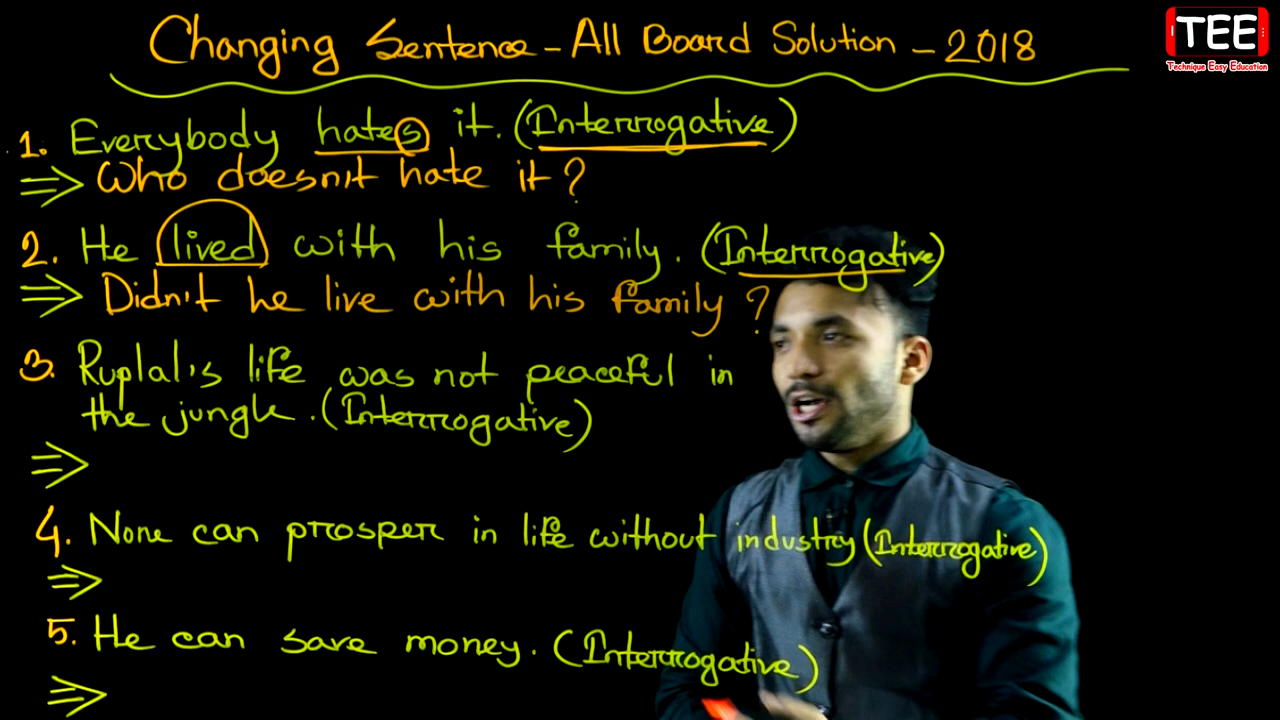 Changing Sentence - All Board Solution - 2018
TEE
Technique Easy Education
1. Everybody hates it. (Interrogative)
⇒ Who doesn't hate it?
2. He lived with his family. (Interrogative)
⇒ Didn't he live with his family?
3. Ruplal's life was not peaceful in
the jungle. (Interrogative)
⇒
4. None can prosper in life without industry (Interrogative)
⇒
5. He can save money. (Interrogative)
⇒